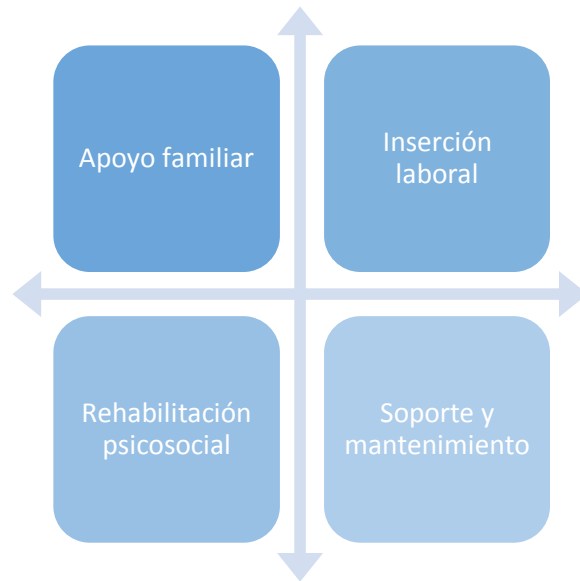 Apoyo familiar
Inserción
laboral
Rehabilitación
psicosocial
Soporte y
mantenimiento